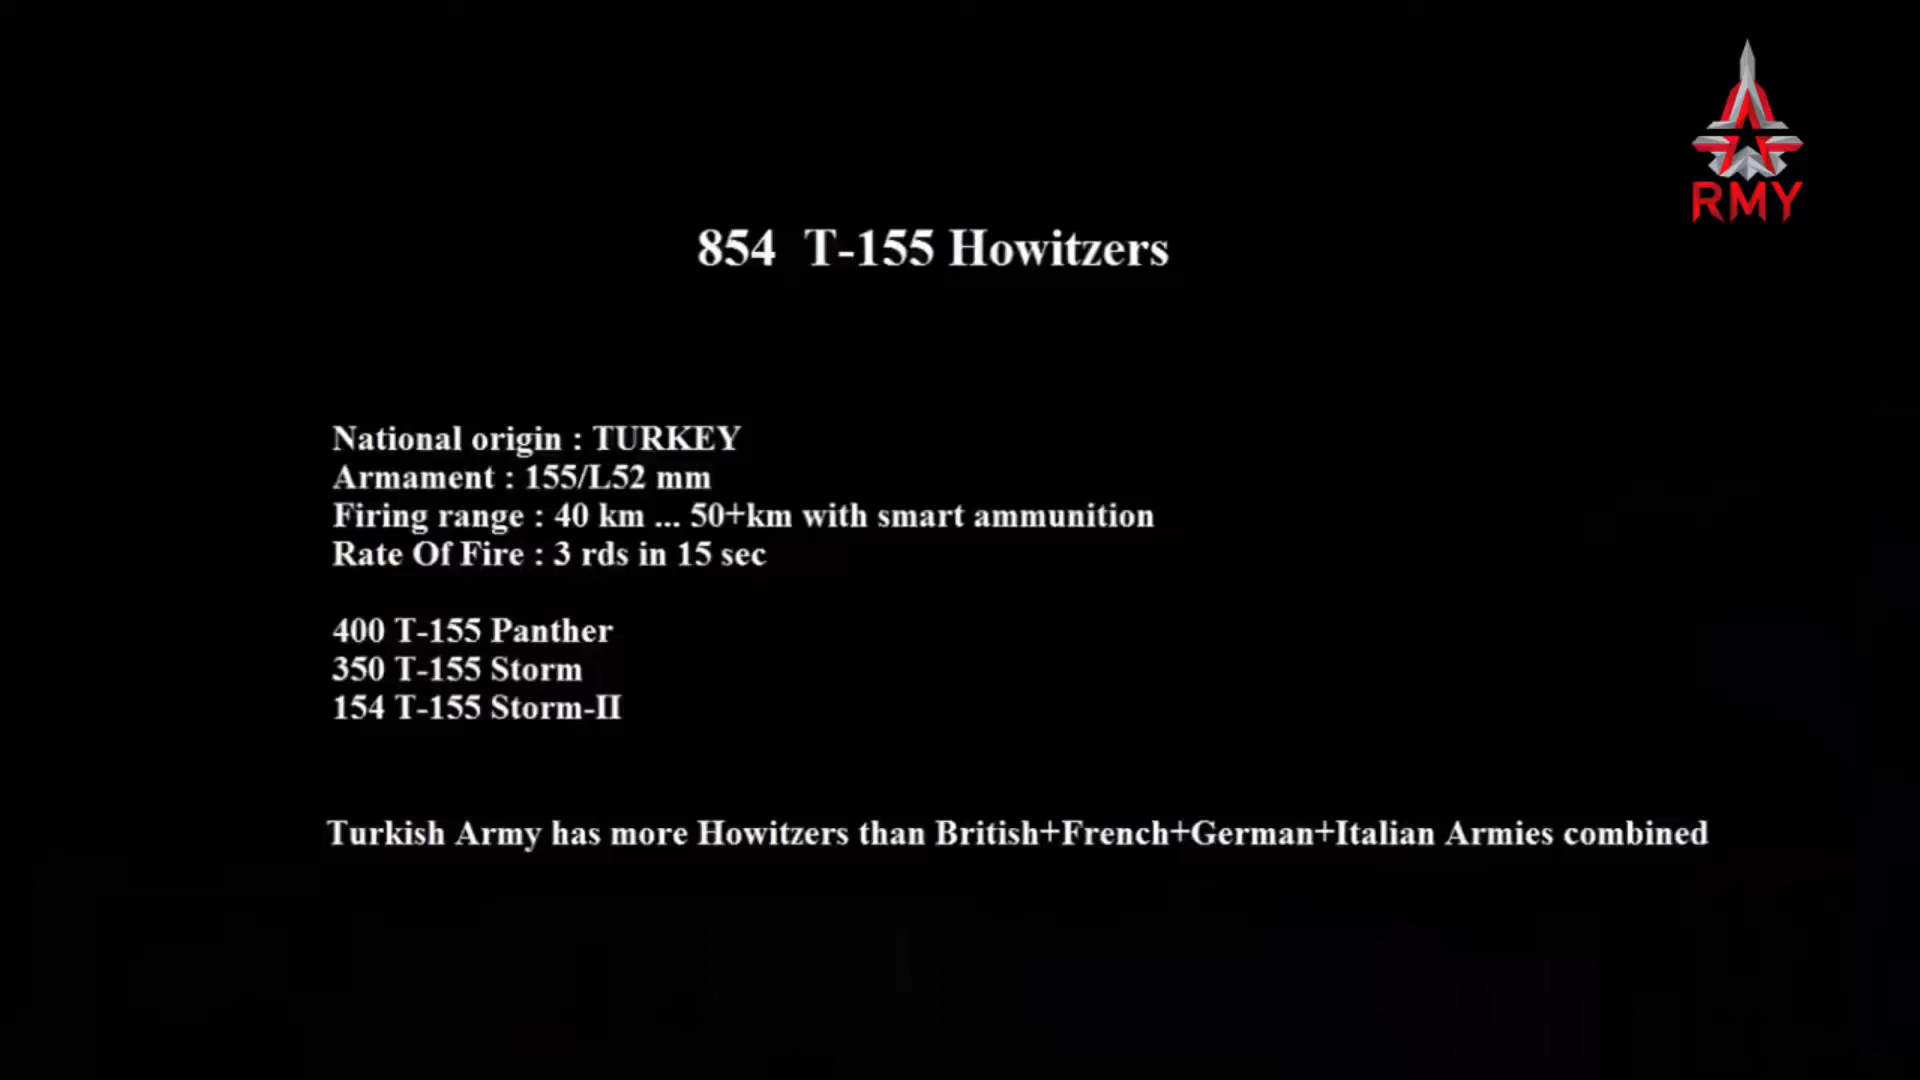 RMY
854 T-155 Howitzers
National origin : TURKEY
Armament : 155/L52 mm
Firing range : 40 km ... 50+km with smart ammunition
Rate Of Fire : 3 rds in 15 sec
400 T-155 Panther
350 T-155 Storm
154 T-155 Storm-II
Turkish Army has more Howitzers than British+French+German+Italian Armies combined